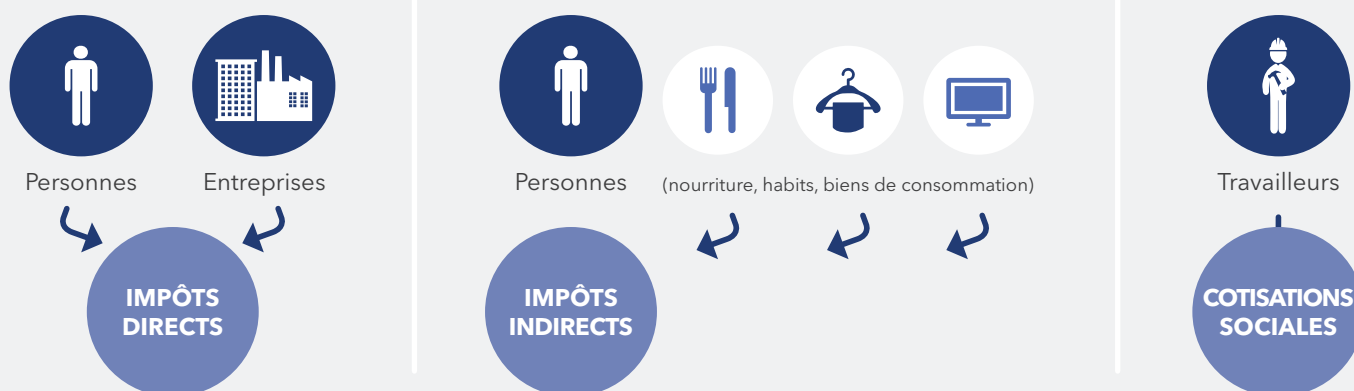 Personnes
Entreprises
IMPÔTS
DIRECTS
Personnes
(nourriture, habits, biens de consommation)
IMPÔTS
INDIRECTS
Travailleurs
COTISATIONS
SOCIALES